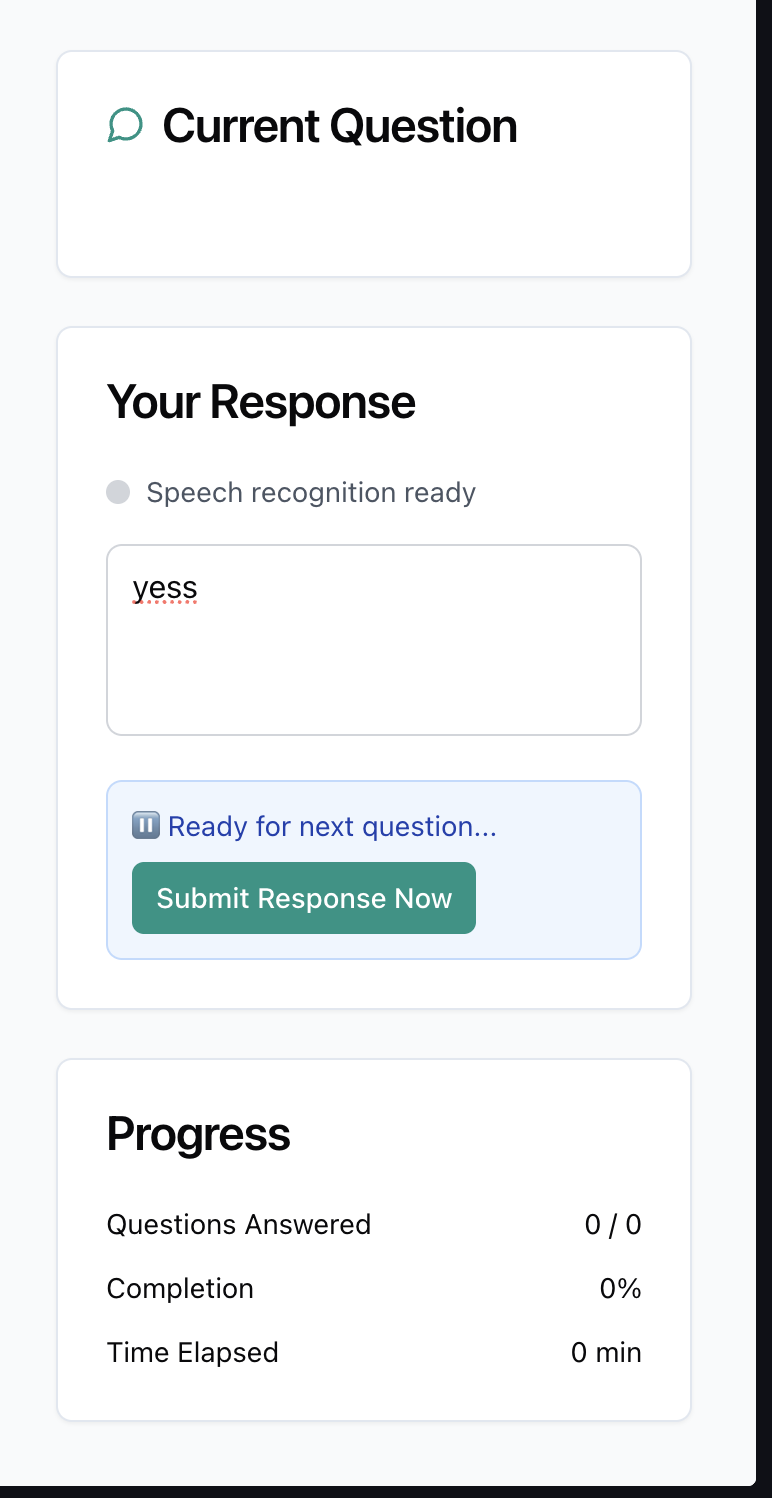 Current Question
Your Response
Speech recognition ready
yess
Ready for next question...
Submit Response Now
Progress
Questions Answered 0 / 0
Completion 0%
Time Elapsed 0 min